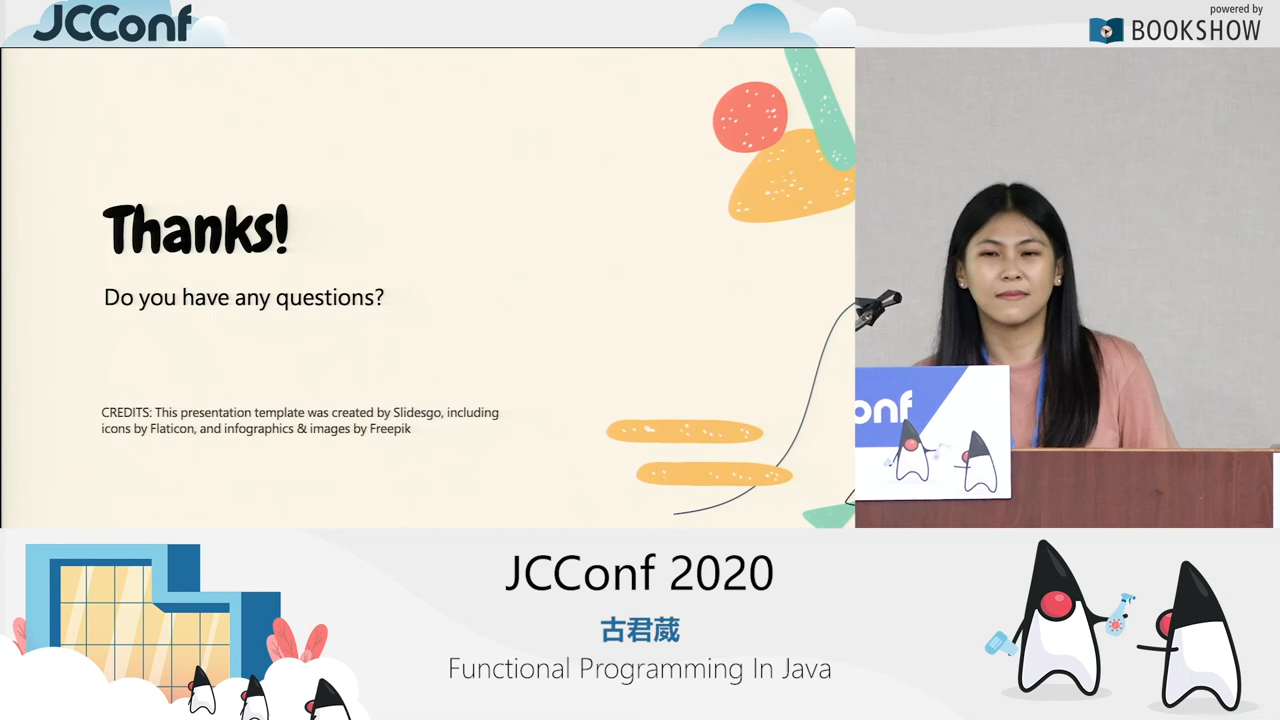 JCConf
powered by
BOOKSHOW
Thanks!
Do you have any questions?
CREDITS: This presentation template was created by Slidesgo, including
icons by Flaticon, and infographics & images by Freepik
onf
JCConf 2020
古君葳
Functional Programming In Java